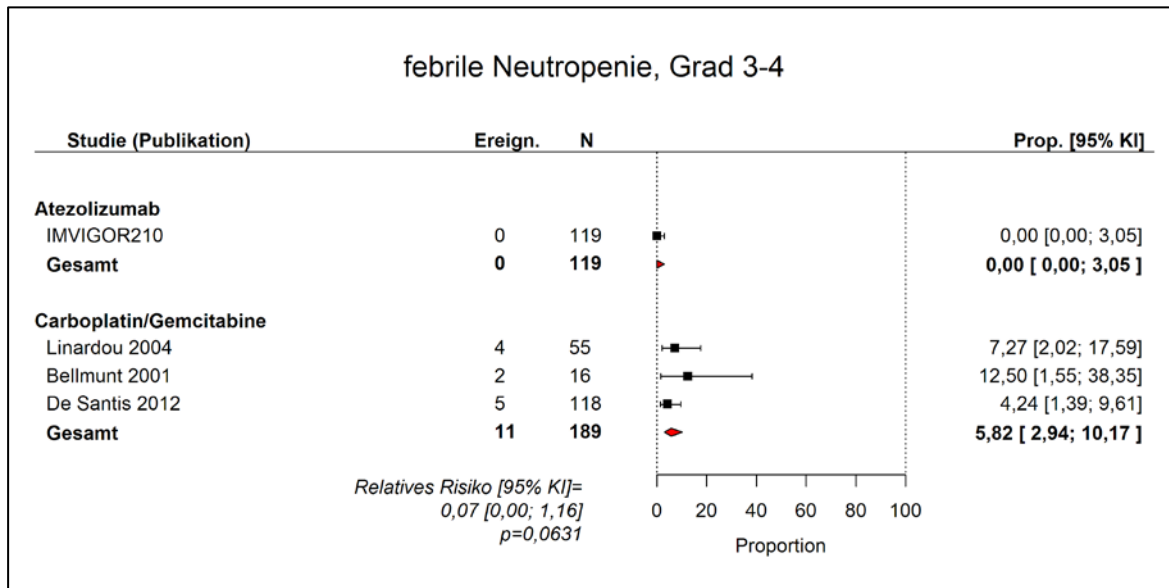 febrile Neutropenie, Grad 3-4
Studie (Publikation) Ereign. N Prop. [95% KI]
Atezolizumab
IMVIGOR210 0 119 0,00 [0,00; 3,05]
Gesamt 0 119 0,00 [ 0,00; 3,05 ]
Carboplatin/Gemcitabine
Linardou 2004 4 55 7,27 [2,02; 17,59]
Bellmunt 2001 2 16 12,50 [1,55; 38,35]
De Santis 2012 5 118 4,24 [1,39; 9,61]
Gesamt 11 189 5,82 [ 2,94; 10,17 ]
Relatives Risiko [95% KI]=
0,07 [0,00; 1,16]
p=0,0631
0 20 40 60 80 100
Proportion